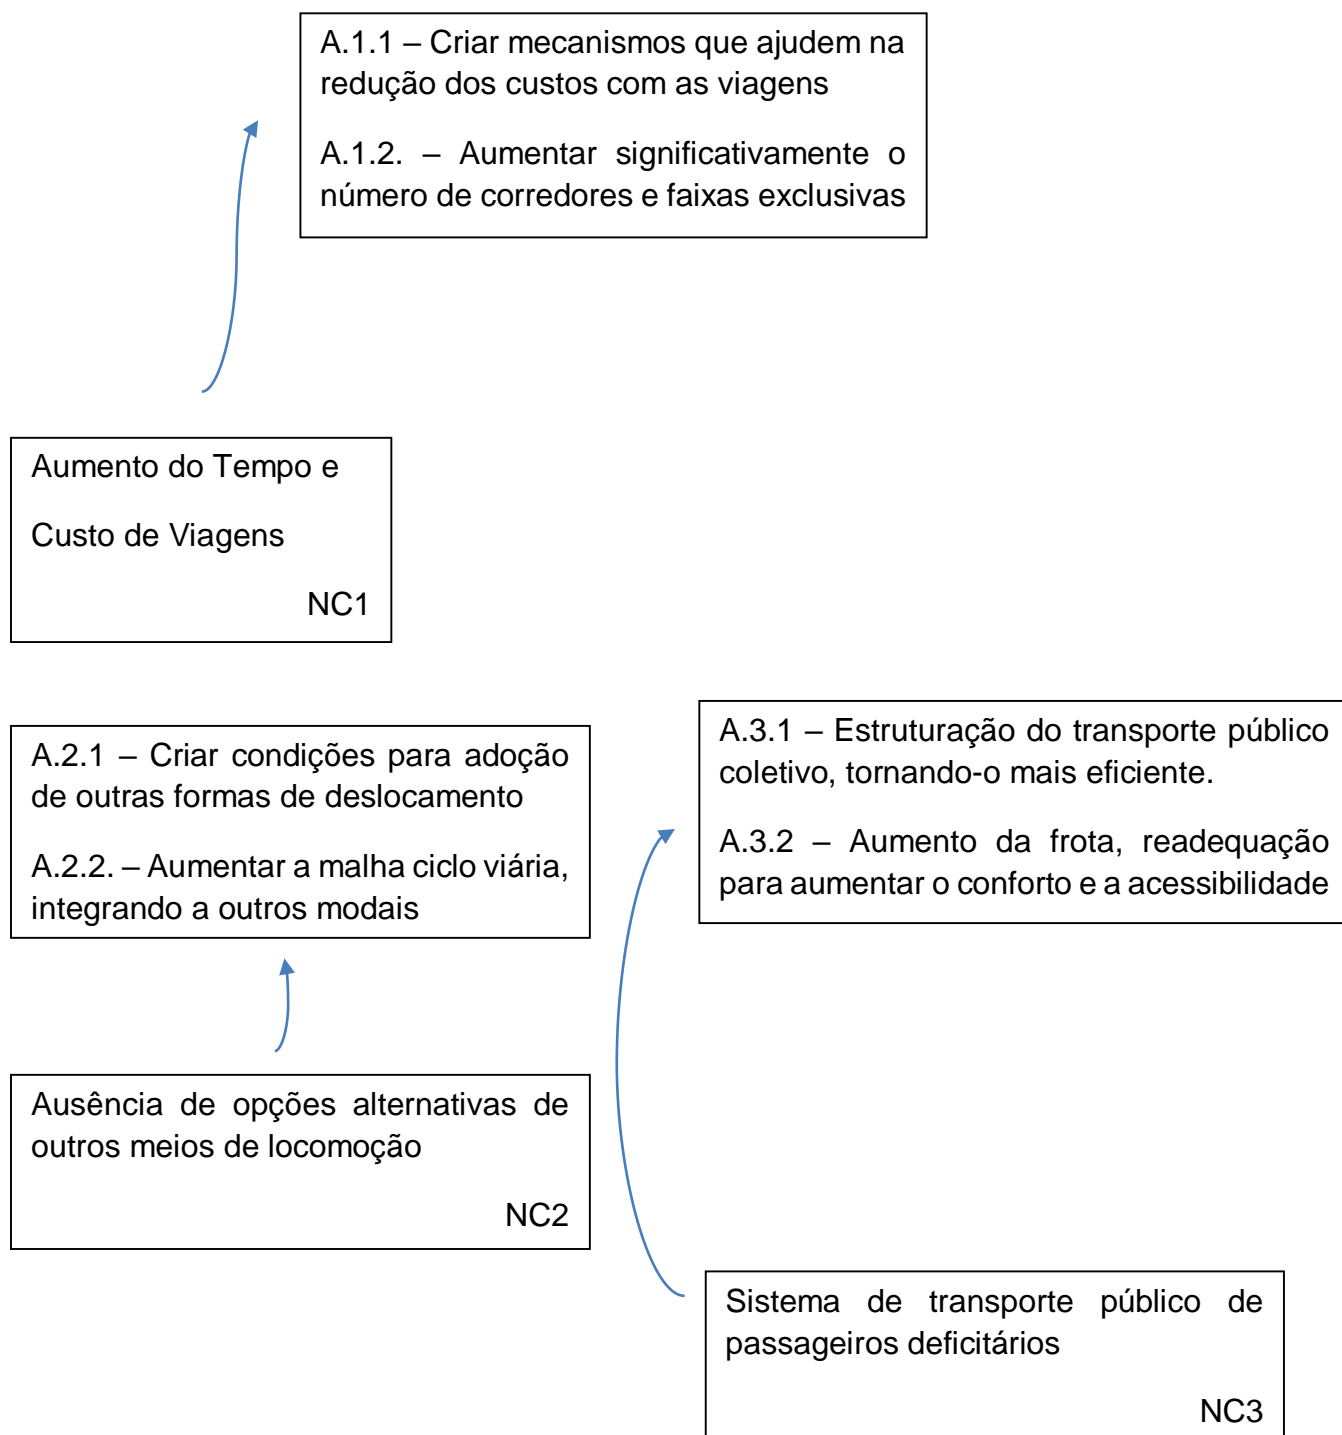 A.1.1 – Criar mecanismos que ajudem na
redução dos custos com as viagens
A.1.2. – Aumentar significativamente o
número de corredores e faixas exclusivas
Aumento do Tempo e
Custo de Viagens
NC1
A.2.1 – Criar condições para adoção
de outras formas de deslocamento
A.2.2. – Aumentar a malha ciclo viária,
integrando a outros modais
A.3.1 – Estruturação do transporte público
coletivo, tornando-o mais eficiente.
A.3.2 – Aumento da frota, readequação
para aumentar o conforto e a acessibilidade
Ausência de opções alternativas de
outros meios de locomoção
NC2
Sistema de transporte público de
passageiros deficitários
NC3